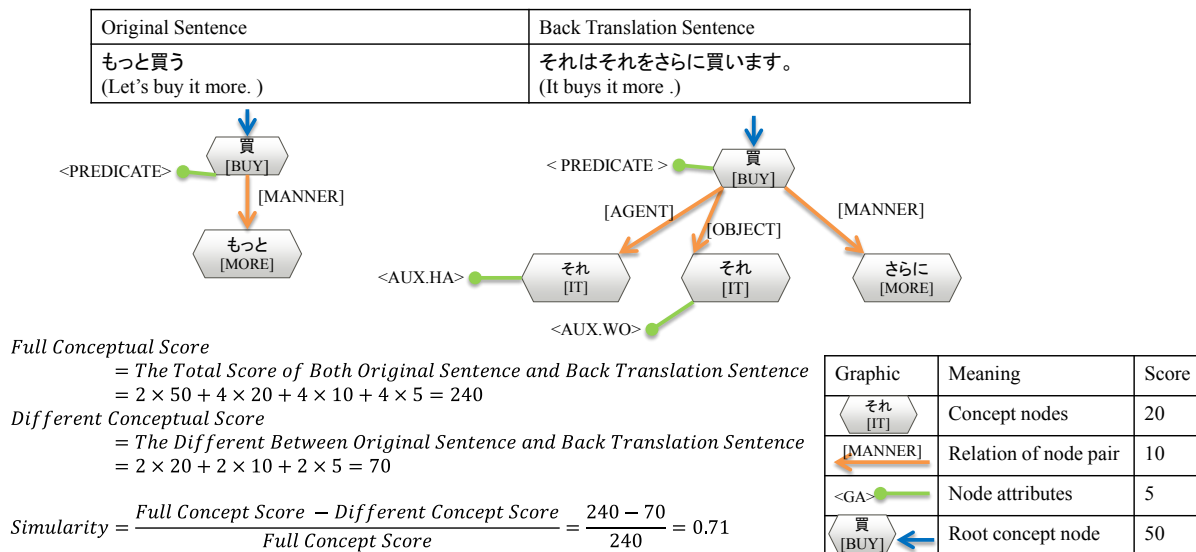 Original Sentence
Back Translation Sentence
もっと買う
(Let's buy it more. )
それはそれをさらに買います。
(It buys it more .)
買
[BUY]
<PREDICATE>
[MANNER]
もっと
[MORE]
買
[BUY]
< PREDICATE >
[AGENT]
[OBJECT]
[MANNER]
それ
[IT]
<AUX.HA>
それ
[IT]
<AUX.WO>
さらに
[MORE]
Full Conceptual Score
= The Total Score of Both Original Sentence and Back Translation Sentence
= 2 × 50 + 4 × 20 + 4 × 10 + 4 × 5 = 240
Different Conceptual Score
= The Different Between Original Sentence and Back Translation Sentence
= 2 × 20 + 2 × 10 + 2 × 5 = 70
Simularity = Full Concept Score − Different Concept Score / Full Concept Score = 240 − 70 / 240 = 0.71
Graphic Meaning Score
それ
[IT]
Concept nodes 20
[MANNER] Relation of node pair 10
<GA> Node attributes 5
買
[BUY]
Root concept node 50